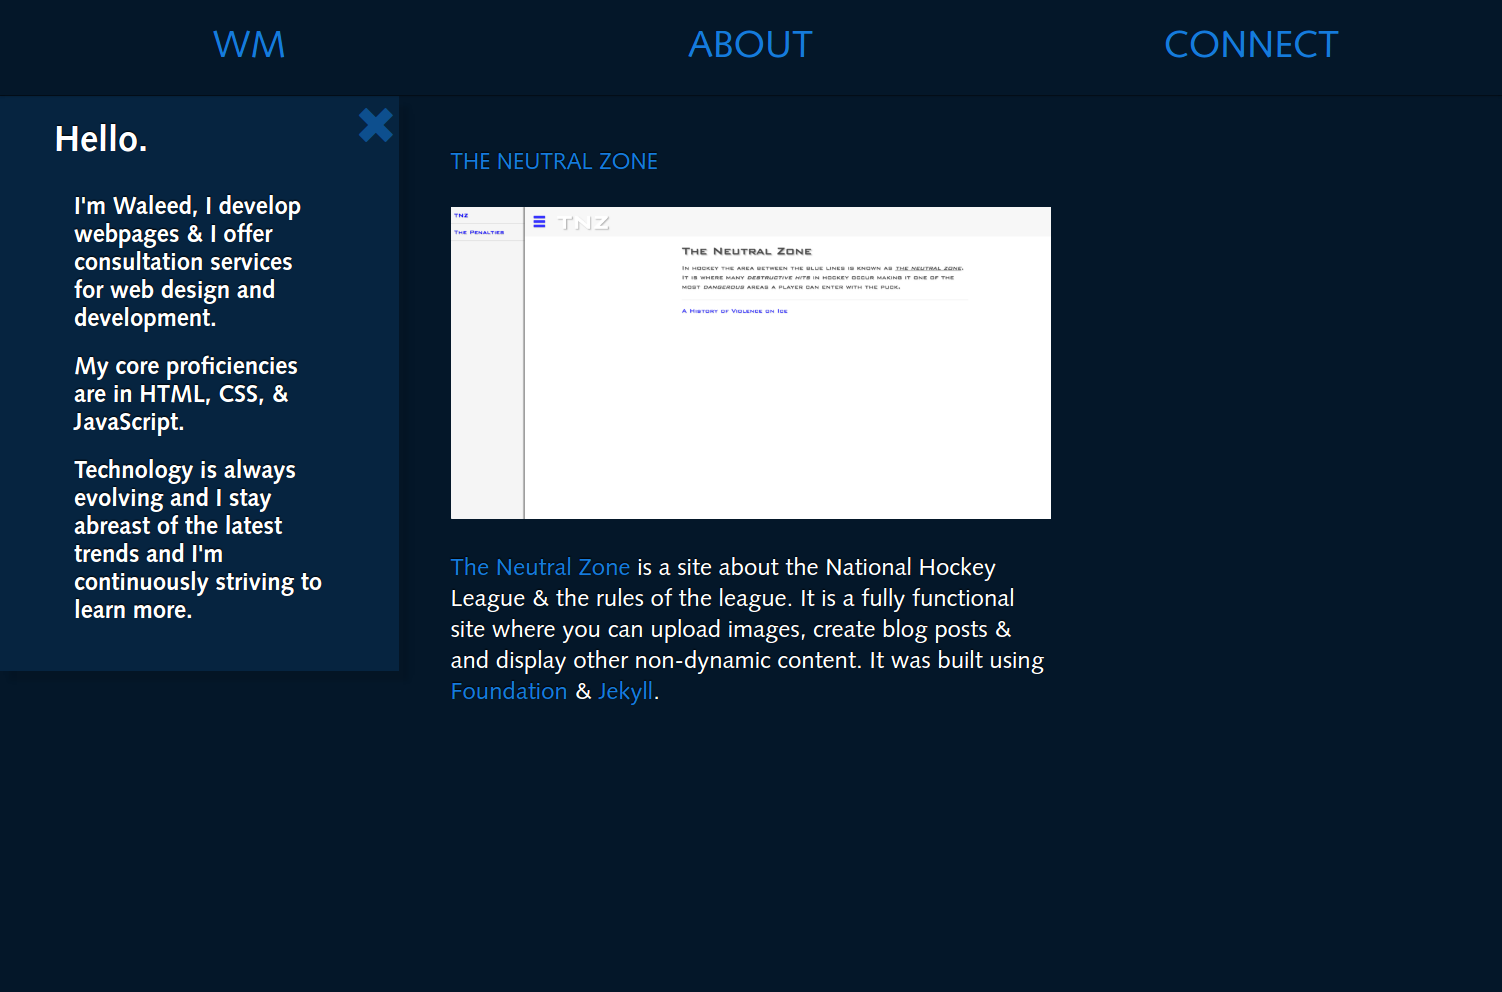 WM
ABOUT
CONNECT
Hello.
I'm Waleed, I develop
webpages & I offer
consultation services
for web design and
development.
My core proficiencies
are in HTML, CSS, &
JavaScript.
Technology is always
evolving and I stay
abreast of the latest
trends and I'm
continuously striving to
learn more.
THE NEUTRAL ZONE
TNZ
The Penalties
TNZ
The Neutral Zone
In hockey the area between the blue lines is known as the neutral zone.
It is where many destructive hits in hockey occur making it one of the
most dangerous areas a player can enter with the puck.
A History of Violence on Ice
The Neutral Zone is a site about the National Hockey
League & the rules of the league. It is a fully functional
site where you can upload images, create blog posts &
and display other non-dynamic content. It was built using
Foundation & Jekyll.